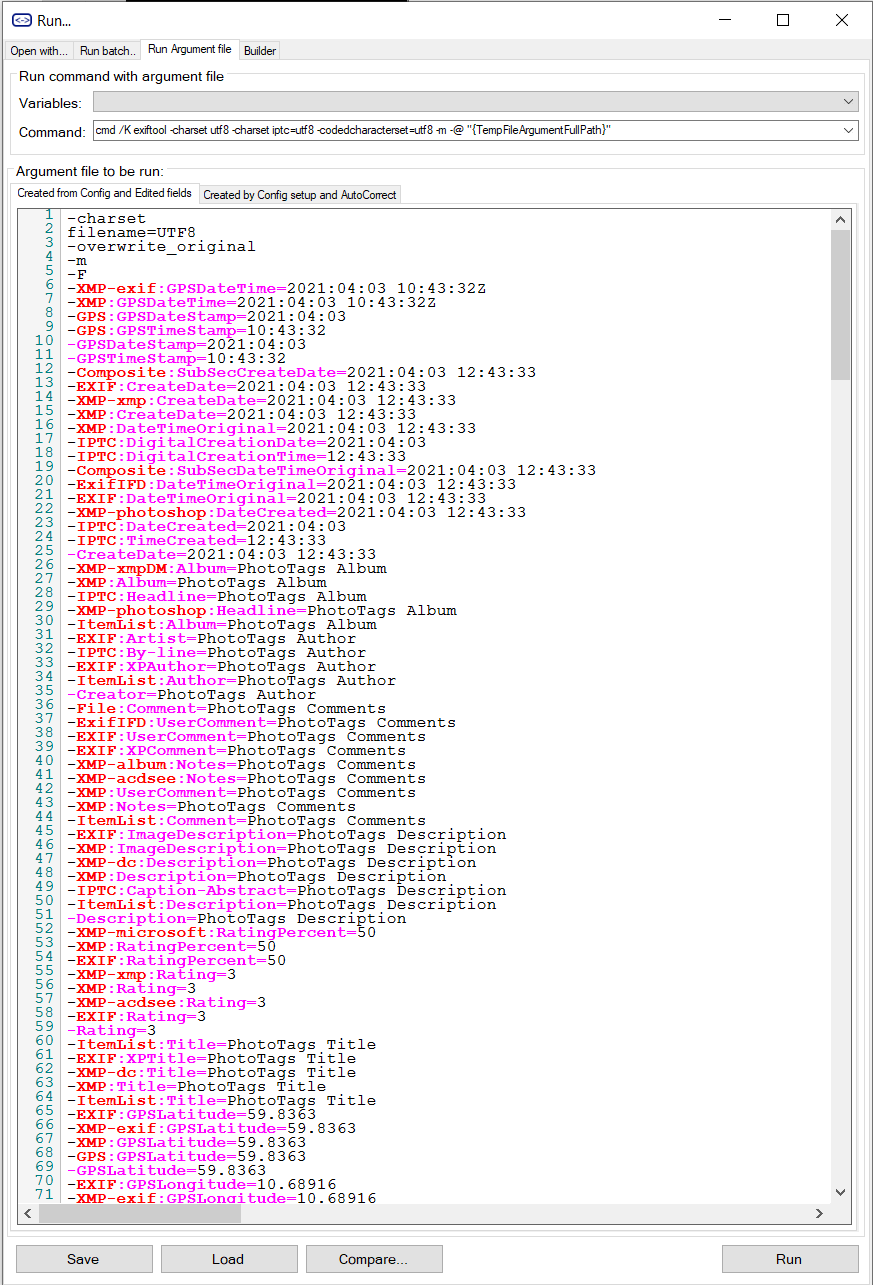 <-> Run...
Open with... Run batch.. Run Argument file Builder
Run command with argument file
Variables:
Command: cmd /K exiftool -charset utf8 -charset iptc=utf8 -codedcharacterset=utf8 -m -@ "{TempFileArgumentFullPath}"
Argument file to be run:
Created from Config and Edited fields Created by Config setup and AutoCorrect
1 -charset
2 filename=UTF8
3 -overwrite_original
4 -m
5 -F
6 -XMP-exif:GPSDateTime=2021:04:03 10:43:32Z
7 -XMP:GPSDateTime=2021:04:03 10:43:32Z
8 -GPS:GPSDateStamp=2021:04:03
9 -GPS:GPSTimeStamp=10:43:32
10 -GPSDateStamp=2021:04:03
11 -GPSTimeStamp=10:43:32
12 -Composite:SubSecCreateDate=2021:04:03 12:43:33
13 -EXIF:CreateDate=2021:04:03 12:43:33
14 -XMP-xmp:CreateDate=2021:04:03 12:43:33
15 -XMP:CreateDate=2021:04:03 12:43:33
16 -XMP:DateTimeOriginal=2021:04:03 12:43:33
17 -IPTC:DigitalCreationDate=2021:04:03
18 -IPTC:DigitalCreationTime=12:43:33
19 -Composite:SubSecDateTimeOriginal=2021:04:03 12:43:33
20 -ExifIFD:DateTimeOriginal=2021:04:03 12:43:33
21 -EXIF:DateTimeOriginal=2021:04:03 12:43:33
22 -XMP-photoshop:DateCreated=2021:04:03 12:43:33
23 -IPTC:DateCreated=2021:04:03
24 -IPTC:TimeCreated=12:43:33
25 -CreateDate=2021:04:03 12:43:33
26 -XMP-xmpDM:Album=PhotoTags Album
27 -XMP:Album=PhotoTags Album
28 -IPTC:Headline=PhotoTags Album
29 -XMP-photoshop:Headline=PhotoTags Album
30 -ItemList:Album=PhotoTags Album
31 -EXIF:Artist=PhotoTags Author
32 -IPTC:By-line=PhotoTags Author
33 -EXIF:XPAuthor=PhotoTags Author
34 -ItemList:Author=PhotoTags Author
35 -Creator=PhotoTags Author
36 -File:Comment=PhotoTags Comments
37 -ExifIFD:UserComment=PhotoTags Comments
38 -EXIF:UserComment=PhotoTags Comments
39 -EXIF:XPComment=PhotoTags Comments
40 -XMP-album:Notes=PhotoTags Comments
41 -XMP-acdsee:Notes=PhotoTags Comments
42 -XMP:UserComment=PhotoTags Comments
43 -XMP:Notes=PhotoTags Comments
44 -ItemList:Comment=PhotoTags Comments
45 -EXIF:ImageDescription=PhotoTags Description
46 -XMP:ImageDescription=PhotoTags Description
47 -XMP-dc:Description=PhotoTags Description
48 -XMP:Description=PhotoTags Description
49 -IPTC:Caption-Abstract=PhotoTags Description
50 -ItemList:Description=PhotoTags Description
51 -Description=PhotoTags Description
52 -XMP-microsoft:RatingPercent=50
53 -XMP:RatingPercent=50
54 -EXIF:RatingPercent=50
55 -XMP-xmp:Rating=3
56 -XMP:Rating=3
57 -XMP-acdsee:Rating=3
58 -EXIF:Rating=3
59 -Rating=3
60 -ItemList:Title=PhotoTags Title
61 -EXIF:XPTitle=PhotoTags Title
62 -XMP-dc:Title=PhotoTags Title
63 -XMP:Title=PhotoTags Title
64 -ItemList:Title=PhotoTags Title
65 -EXIF:GPSLatitude=59.8363
66 -XMP-exif:GPSLatitude=59.8363
67 -XMP:GPSLatitude=59.8363
68 -GPS:GPSLatitude=59.8363
69 -GPSLatitude=59.8363
70 -EXIF:GPSLongitude=10.68916
71 -XMP-exif:GPSLongitude=10.68916
Save Load Compare... Run